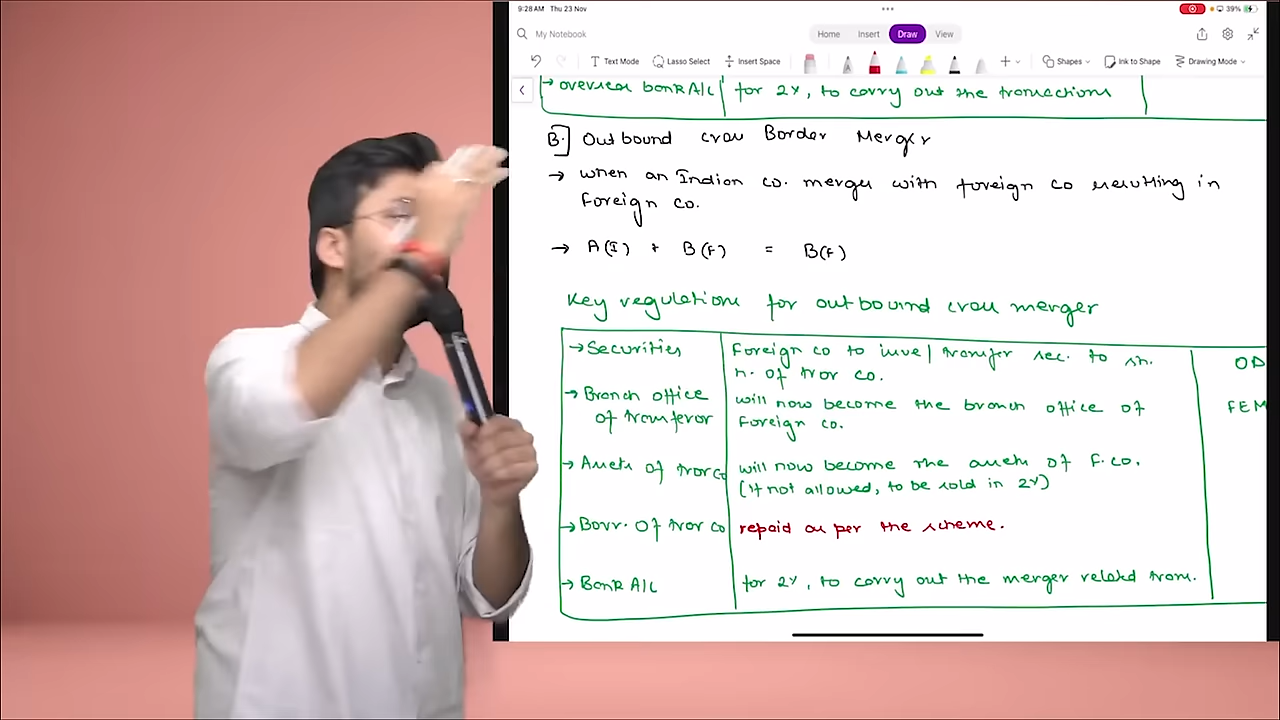 9:28 AM Thu 23 Nov
39%
My Notebook
Home Insert Draw View
Text Mode Lasso Select Insert Space Shapes Ink to Shape Drawing Mode
→ overseas bank A/c for 2Y, to carry out the transactions
B.] Outbound cross Border Merger
→ when an Indian co. merges with foreign co resulting in
Foreign co.
→ A(I) + B(F) = B(F)
Key regulations for outbound cross merger
→ Securities Foreign co to issue/transfer sec. to sh.
h. of tror co.
OD
→ Branch office will now become the branch office of
of transferor Foreign co.
FEM
→ Assets of tror co will now become the assets of F. co.
(If not allowed, to be sold in 2Y)
→ Borr. of tror co repaid as per the scheme.
→ Bank A/c for 2Y, to carry out the merger related tran.